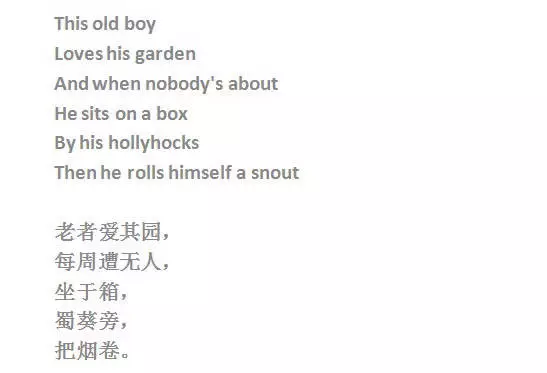 This old boy
Loves his garden
And when nobody's about
He sits on a box
By his hollyhocks
Then he rolls himself a snout
老者爱其园，
每周遭无人，
坐于箱，
蜀葵旁，
把烟卷。